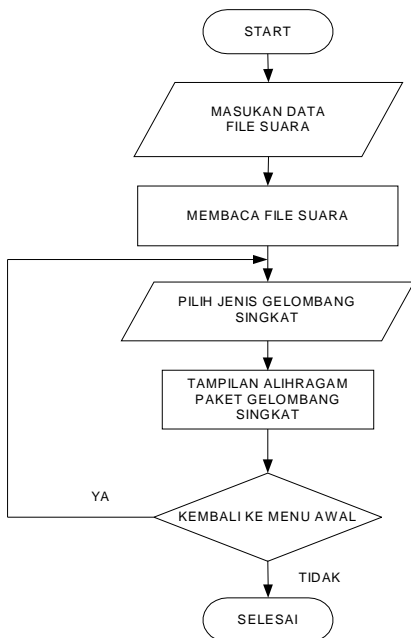 START
MASUKAN DATA
FILE SUARA
MEMBACA FILE SUARA
PILIH JENIS GELOMBANG
SINGKAT
TAMPILAN ALIHRAGAM
PAKET GELOMBANG
SINGKAT
YA
KEMBALI KE MENU AWAL
TIDAK
SELESAI